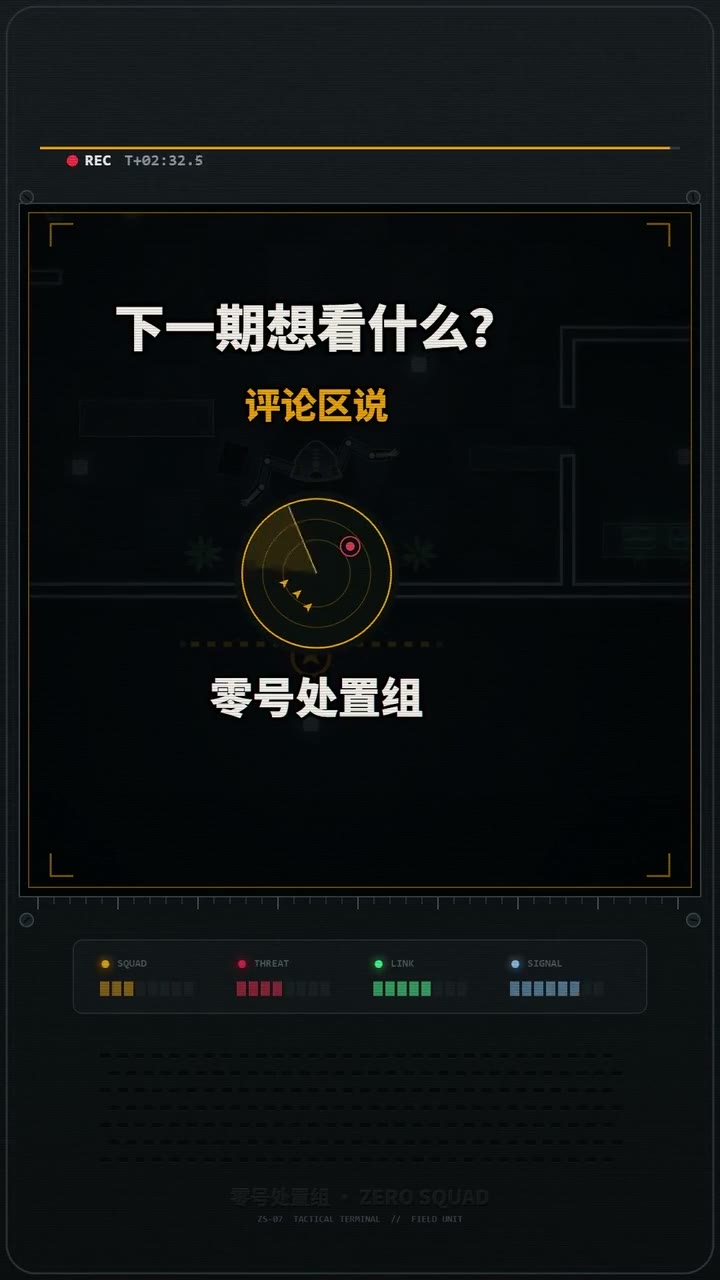 REC T+02:32.5
下一期想看什么?
评论区说
零号处置组
SQUAD THREAT LINK SIGNAL
零号处置组 · ZERO SQUAD
ZS-07 TACTICAL TERMINAL // FIELD UNIT